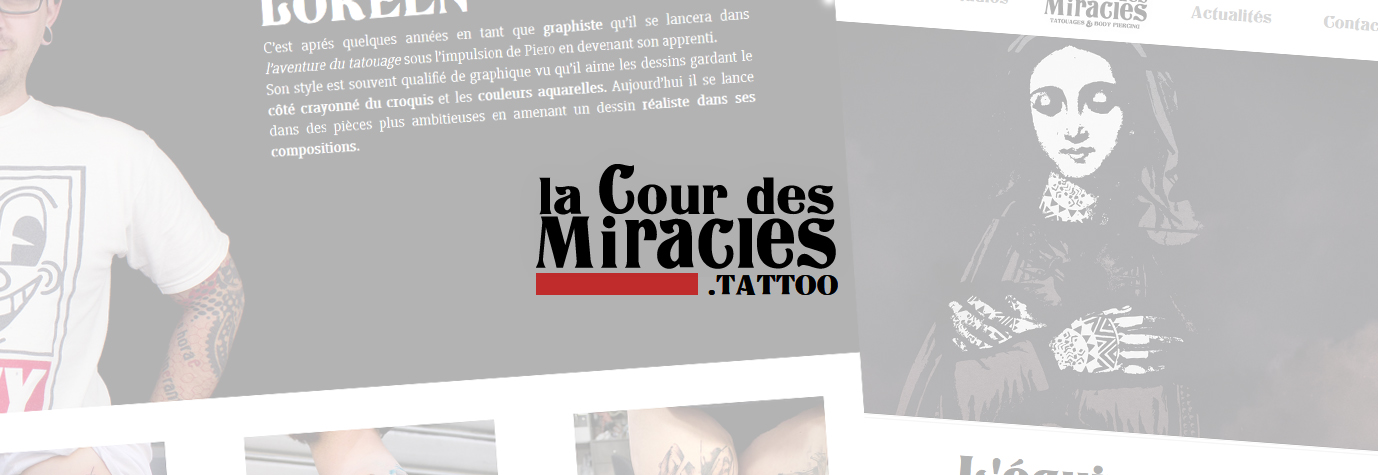 LOREEN
C'est aprés quelques années en tant que graphiste qu'il se lancera dans
l'aventure du tatouage sous l'impulsion de Piero en devenant son apprenti.
Son style est souvent qualifié de graphique vu qu'il aime les dessins gardant le
côté crayonné du croquis et les couleurs aquarelles. Aujourd'hui il se lance
dans des pièces plus ambitieuses en amenant un dessin réaliste dans ses
compositions.
Miracles
TATOUAGES & BODY PIERCING
Actualités
Contac
la Cour des
Miracles
.TATTOO
L'équi